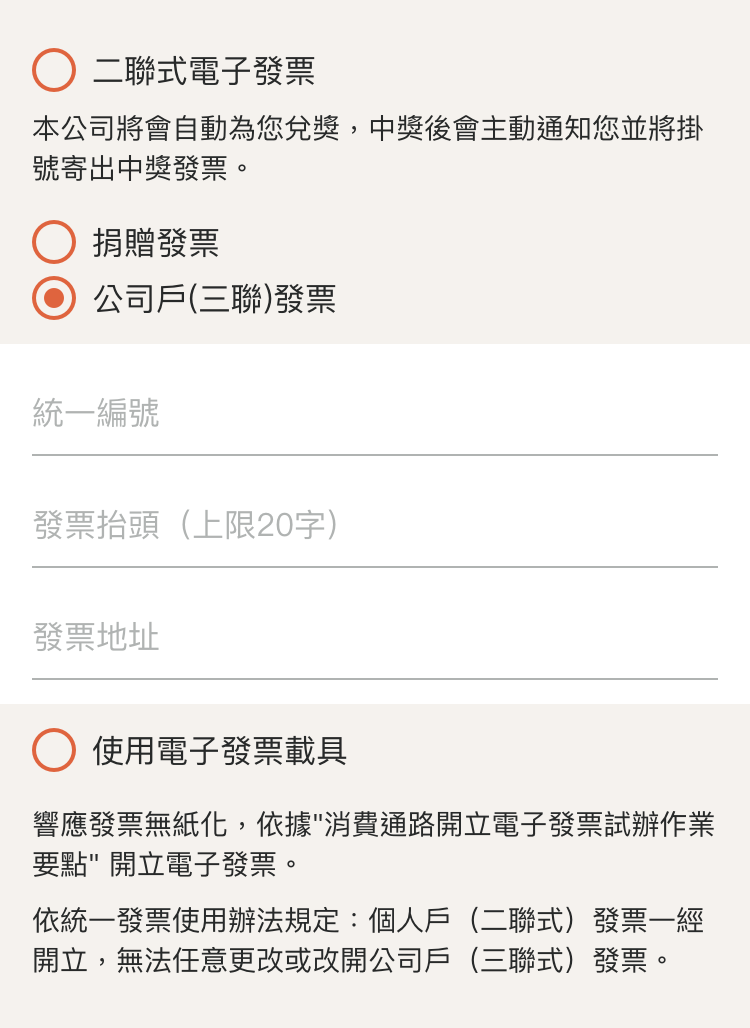 二聯式電子發票
本公司將會自動為您兌獎，中獎後會主動通知您並將掛
號寄出中獎發票。
捐贈發票
公司戶(三聯)發票
統一編號
發票抬頭（上限20字）
發票地址
使用電子發票載具
響應發票無紙化，依據"消費通路開立電子發票試辦作業
要點" 開立電子發票。
依統一發票使用辦法規定：個人戶（二聯式）發票一經
開立，無法任意更改或改開公司戶（三聯式）發票。